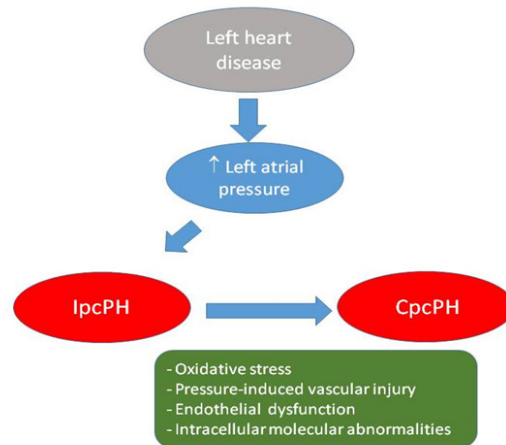 Left heart
disease
↑ Left atrial
pressure
IpcPH
CpcPH
- Oxidative stress
- Pressure-induced vascular injury
- Endothelial dysfunction
- Intracellular molecular abnormalities